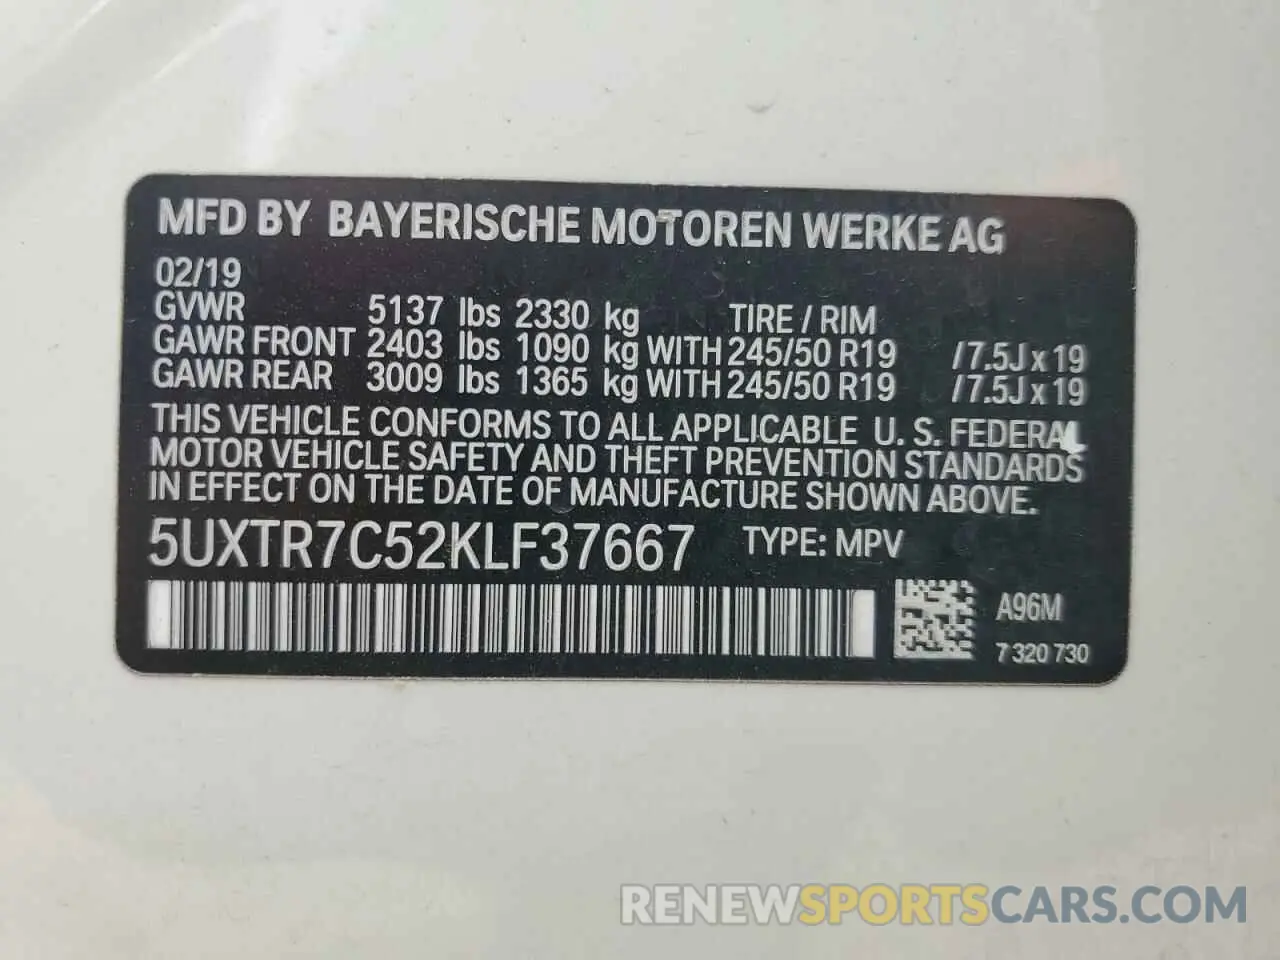 MFD BY BAYERISCHE MOTOREN WERKE AG
02/19
GVWR 5137 lbs 2330 kg TIRE / RIM
GAWR FRONT 2403 lbs 1090 kg WITH 245/50 R19 /7.5J x 19
GAWR REAR 3009 lbs 1365 kg WITH 245/50 R19 /7.5J x 19
THIS VEHICLE CONFORMS TO ALL APPLICABLE U. S. FEDERAL
MOTOR VEHICLE SAFETY AND THEFT PREVENTION STANDARDS
IN EFFECT ON THE DATE OF MANUFACTURE SHOWN ABOVE.
5UXTR7C52KLF37667 TYPE: MPV
A96M
7 320 730
RENEWSPORTSCARS.COM